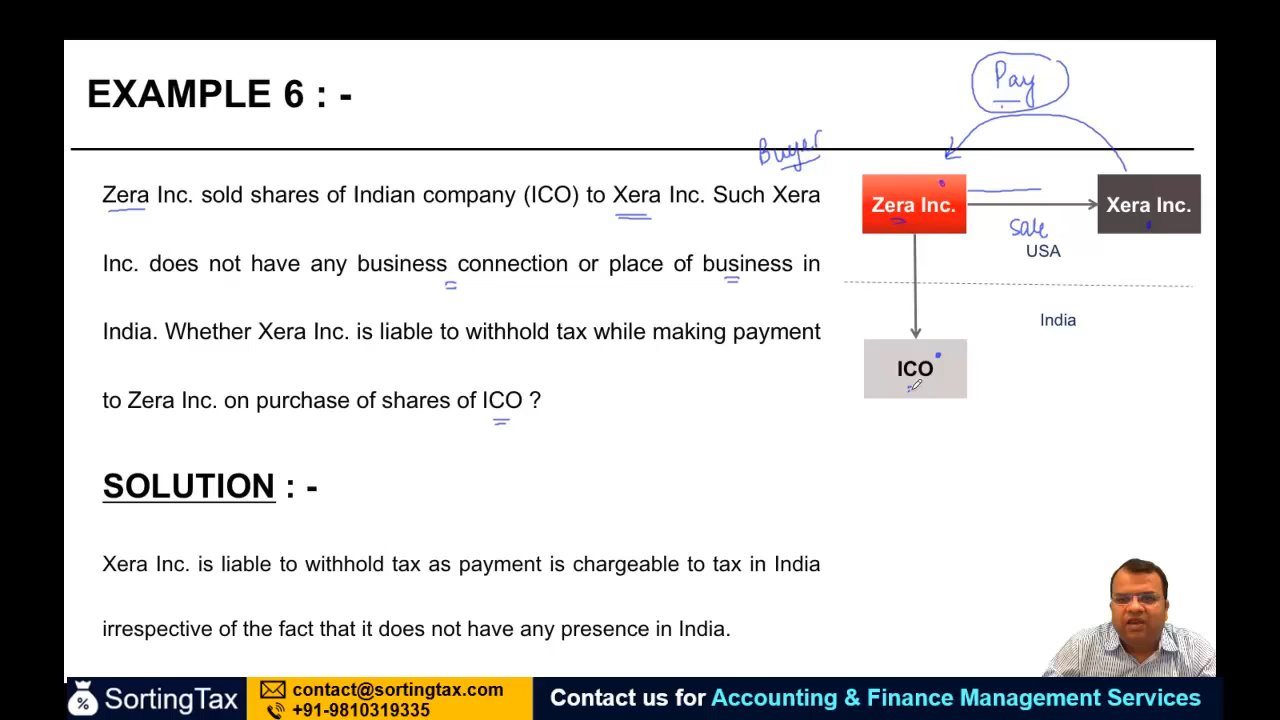 EXAMPLE 6 : -
Pay
Buyer
Zera Inc. sold shares of Indian company (ICO) to Xera Inc. Such Xera
Inc. does not have any business connection or place of business in
India. Whether Xera Inc. is liable to withhold tax while making payment
to Zera Inc. on purchase of shares of ICO ?
Zera Inc.
Xera Inc.
Sale
USA
India
ICO
SOLUTION : -
Xera Inc. is liable to withhold tax as payment is chargeable to tax in India
irrespective of the fact that it does not have any presence in India.
SortingTax
contact@sortingtax.com
+91-9810319335
Contact us for Accounting & Finance Management Services